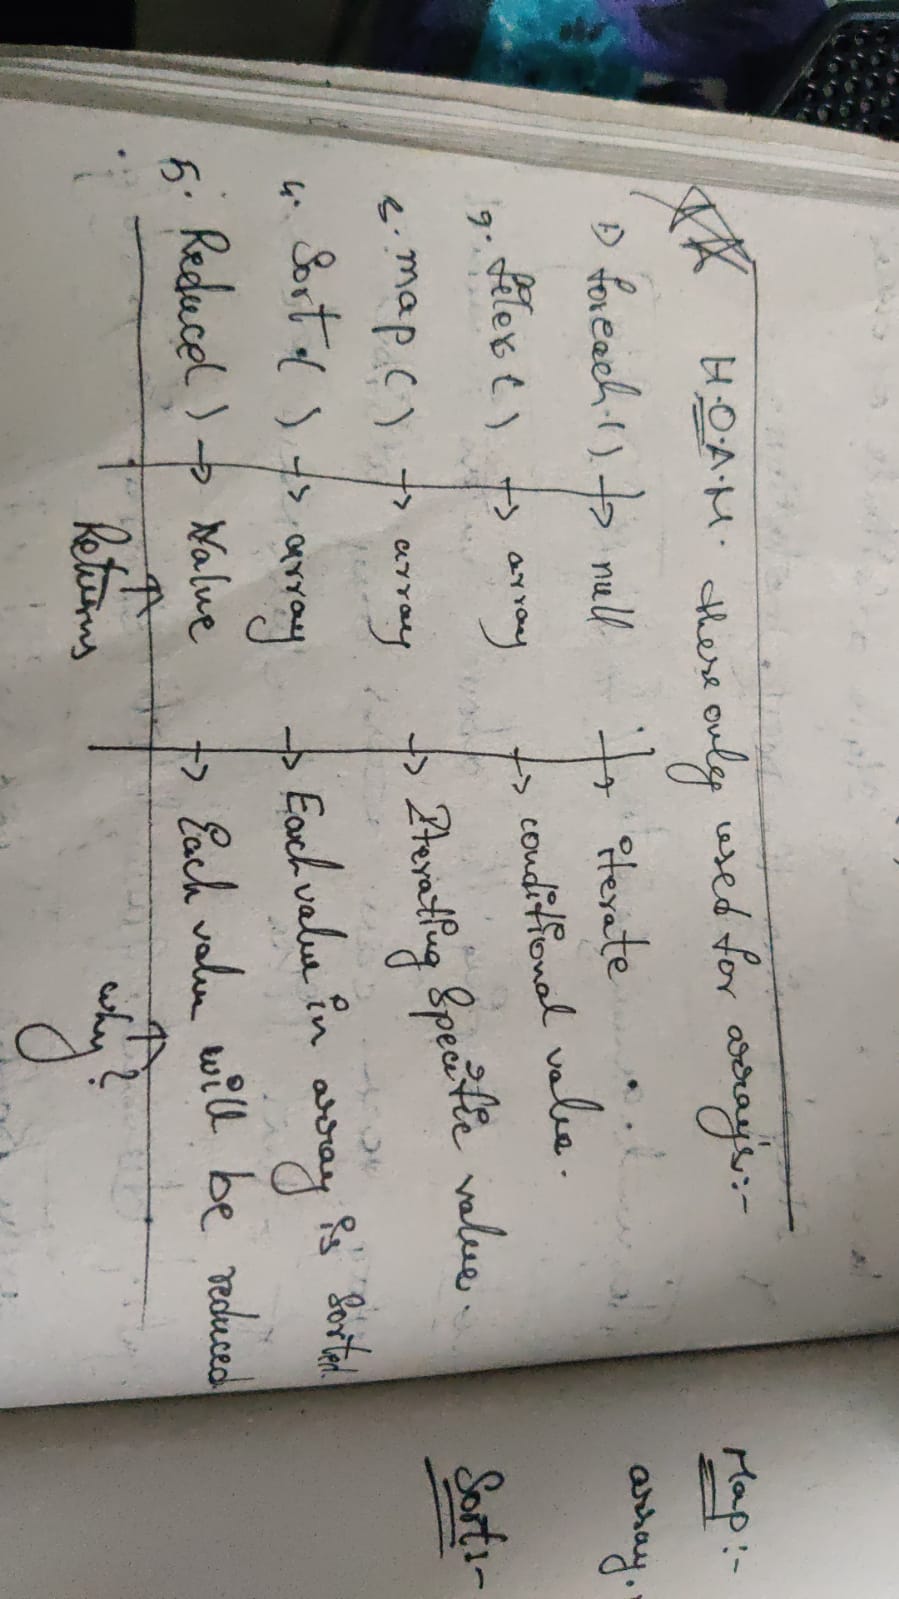 H.O.A.M. these only used for arrays:-
1) foreach() → null → iterate
2. filter() → array → conditional value.
3. map() → array → Iterating Specific value.
4. Sort() → array → Each value in array is sorted
5. Reduce() → Value → Each value will be reduced
Returns why?
Map:-
array.
Sort:-